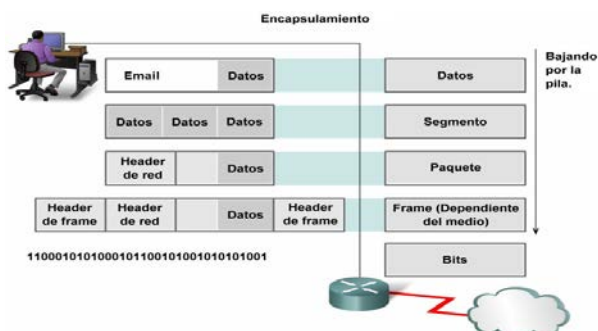 Encapsulamiento
Bajando
por la
pila.
Email Datos Datos
Datos Datos Datos Segmento
Header
de red Datos Paquete
Header
de frame Header
de red Datos Header
de frame Frame (Dependiente
del medio)
1100010101000101100101001010101001
Bits